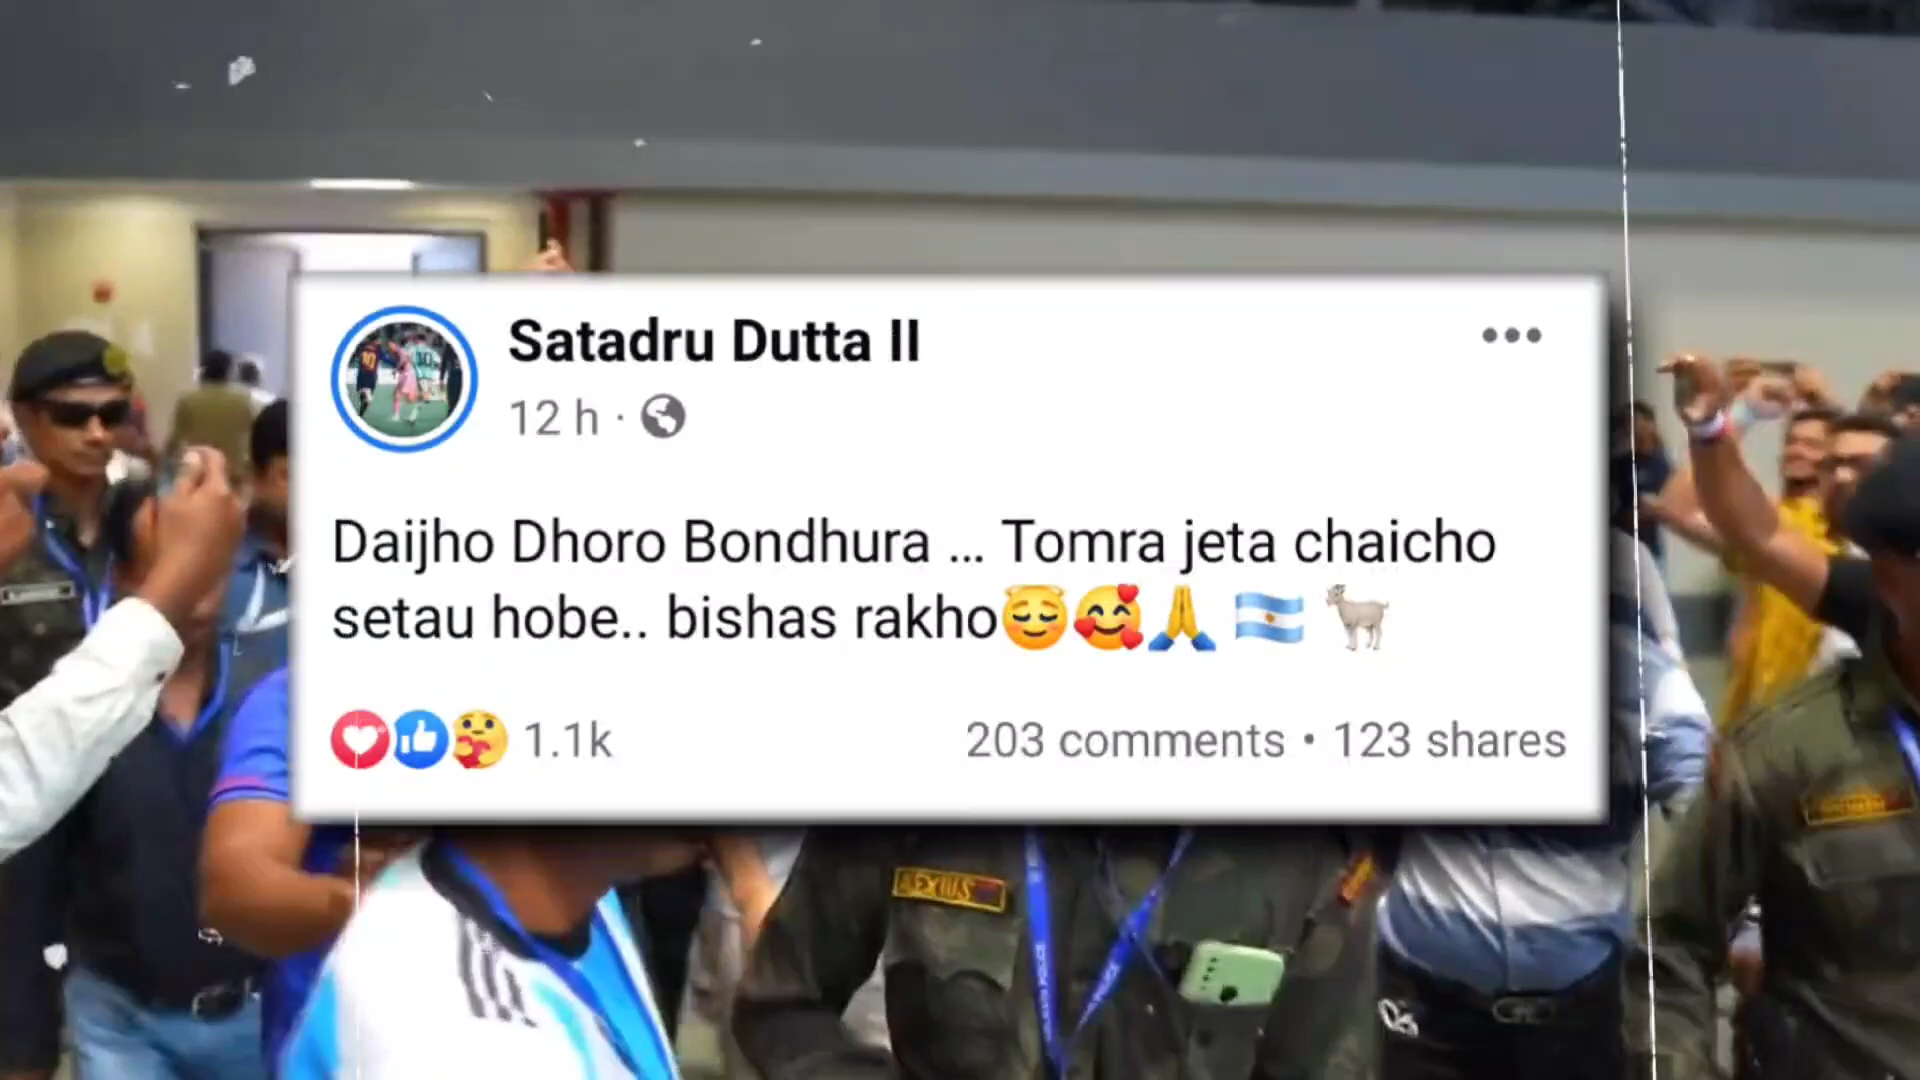 Satadru Dutta II
12 h ·
Daijho Dhoro Bondhura ... Tomra jeta chaicho
setau hobe.. bishas rakho😇🥰🙏 🇦🇷 🐐
1.1k
203 comments • 123 shares